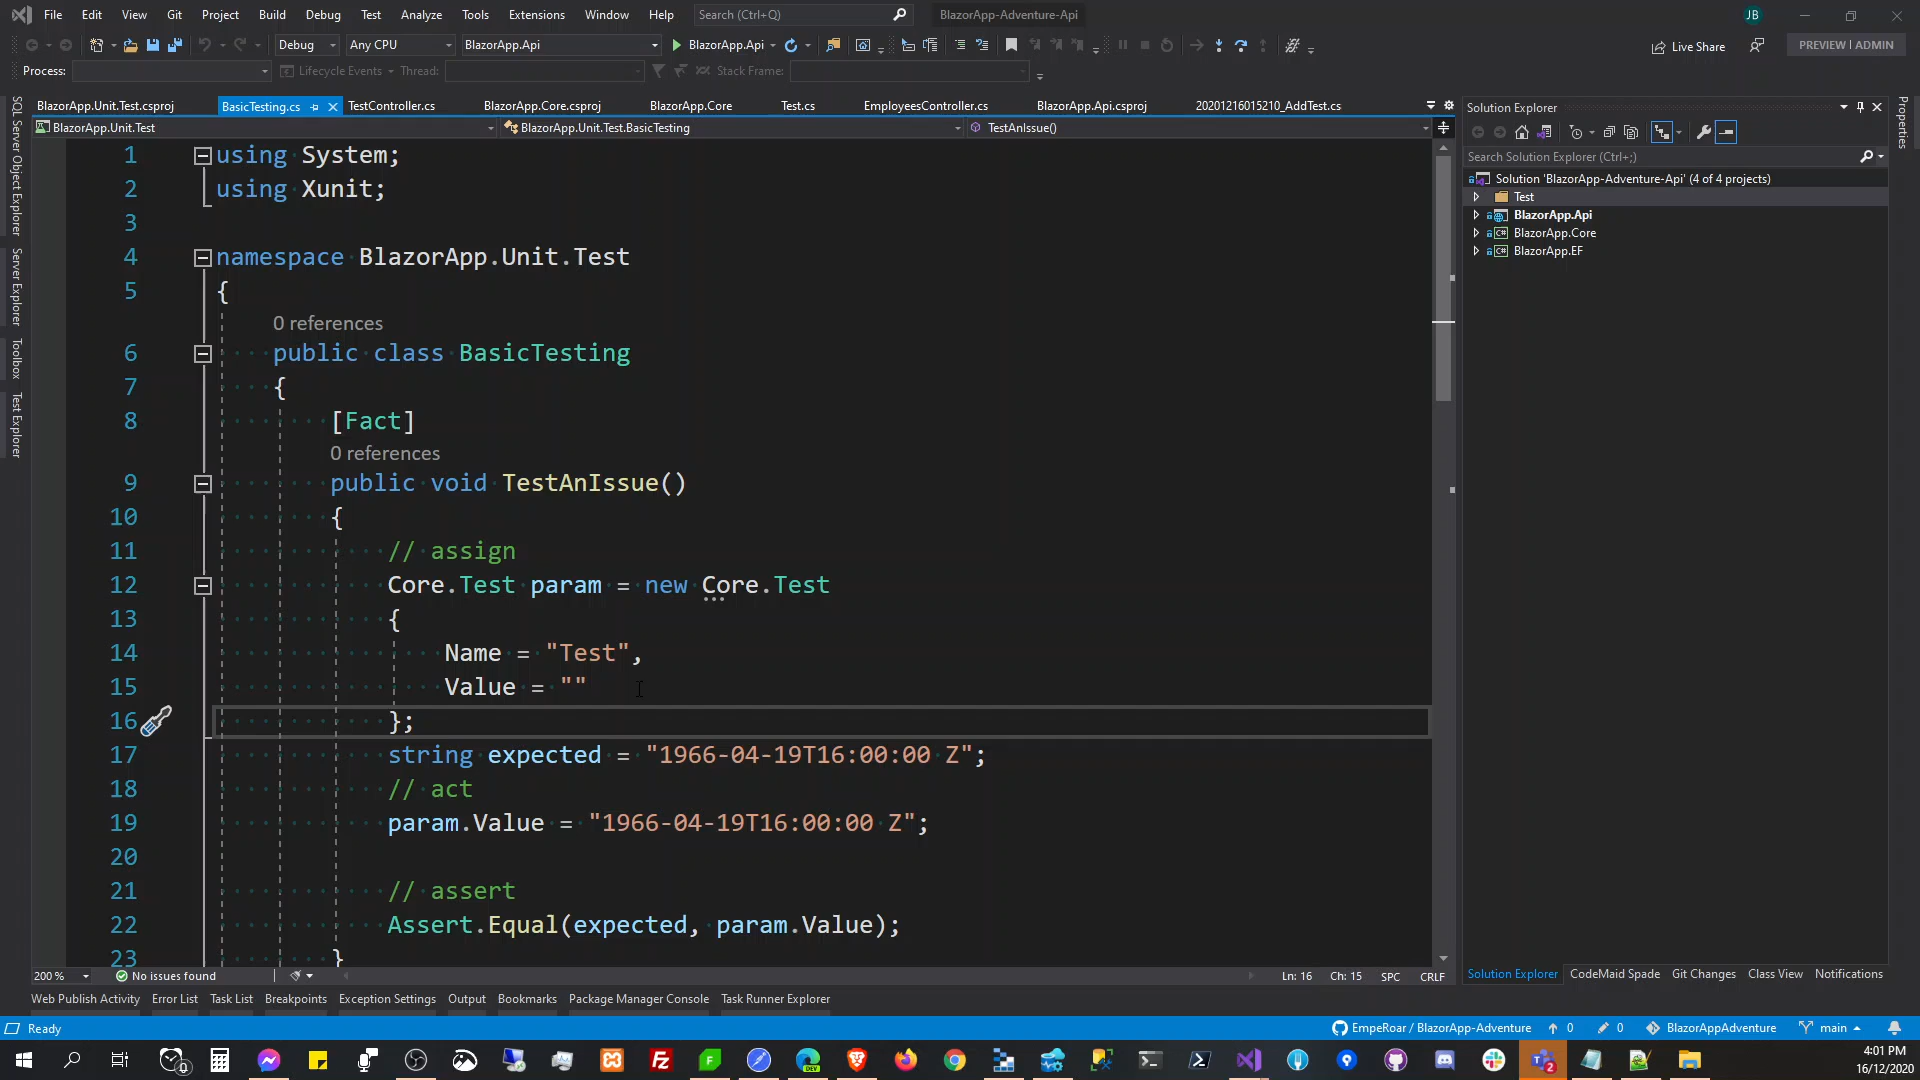 File Edit View Git Project Build Debug Test Analyze Tools Extensions Window Help Search (Ctrl+Q) BlazorApp-Adventure-Api JB
Debug Any CPU BlazorApp.Api BlazorApp.Api Live Share PREVIEW | ADMIN
Process: Lifecycle Events Thread: Stack Frame:
BlazorApp.Unit.Test.csproj BasicTesting.cs TestController.cs BlazorApp.Core.csproj BlazorApp.Core Test.cs EmployeesController.cs BlazorApp.Api.csproj 20201216015210_AddTest.cs
BlazorApp.Unit.Test BlazorApp.Unit.Test.BasicTesting TestAnIssue()
SQL Server Object Explorer
Server Explorer
Toolbox
Test Explorer
1 using System;
2 using Xunit;
3
4 namespace BlazorApp.Unit.Test
5 {
0 references
6 public class BasicTesting
7 {
8 [Fact]
0 references
9 public void TestAnIssue()
10 {
11 // assign
12 Core.Test param = new Core.Test
13 {
14 Name = "Test",
15 Value = ""
16 };
17 string expected = "1966-04-19T16:00:00 Z";
18 // act
19 param.Value = "1966-04-19T16:00:00 Z";
20
21 // assert
22 Assert.Equal(expected, param.Value);
23 }
200 % No issues found Ln: 16 Ch: 15 SPC CRLF
Solution Explorer
Search Solution Explorer (Ctrl+;)
Solution 'BlazorApp-Adventure-Api' (4 of 4 projects)
Test
BlazorApp.Api
BlazorApp.Core
BlazorApp.EF
Properties
Solution Explorer CodeMaid Spade Git Changes Class View Notifications
Web Publish Activity Error List Task List Breakpoints Exception Settings Output Bookmarks Package Manager Console Task Runner Explorer
Ready EmpeRoar / BlazorApp-Adventure 0 0 BlazorAppAdventure main
4:01 PM
16/12/2020